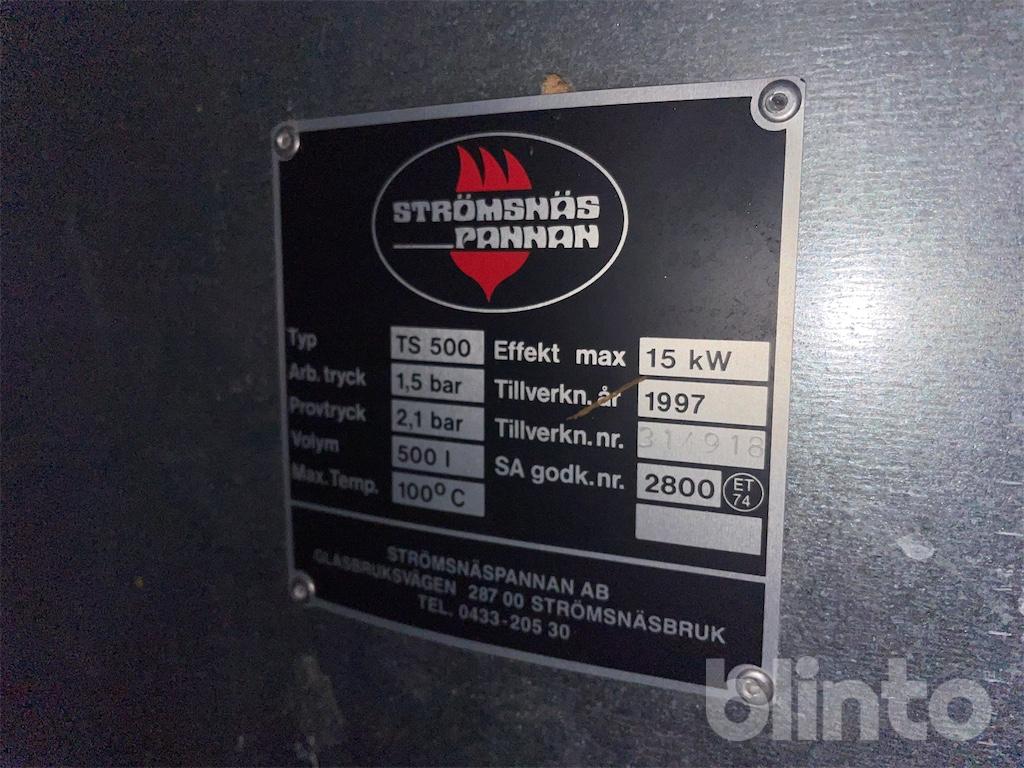 STRÖMSNÄS
PANNAN
Typ TS 500
Arb. tryck 1,5 bar
Provtryck 2,1 bar
Volym 500 l
Max. Temp. 100° C
Effekt max 15 kW
Tillverkn. år 1997
Tillverkn. nr. 314918
SA godk. nr. 2800 ET 74
STRÖMSNÄSPANNAN AB
GLASBRUKSVÄGEN 287 00 STRÖMSNÄSBRUK
TEL. 0433-205 30
blinto